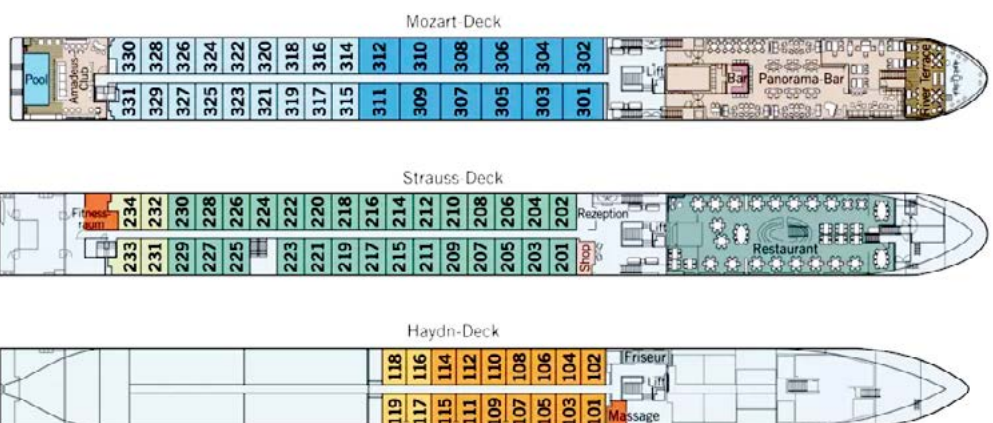 Mozart-Deck
330 328 326 324 322 320 318 316 314 312 310 308 306 304 302
Pool
Amadeus-
Club
Lift
Bar
Panorama-Bar
River Terrace
331 329 327 325 323 321 319 317 315 311 309 307 305 303 301
Strauss-Deck
234 232 230 228 226 224 222 220 218 216 214 212 210 208 206 204 202
Fitness-
raum
Rezeption
Lift
Restaurant
Shop
233 231 229 227 225 223 221 219 217 215 211 209 207 205 203 201
Haydn-Deck
118 116 114 112 110 108 106 104 102
Friseur
Lift
119 117 115 111 109 107 105 103 101
Massage